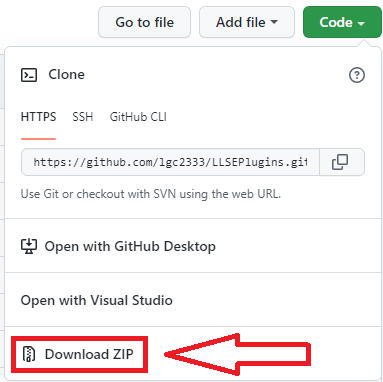 Go to file Add file Code
Clone
HTTPS SSH GitHub CLI
https://github.com/lgc2333/LLSEPlugins.git
Use Git or checkout with SVN using the web URL.
Open with GitHub Desktop
Open with Visual Studio
Download ZIP